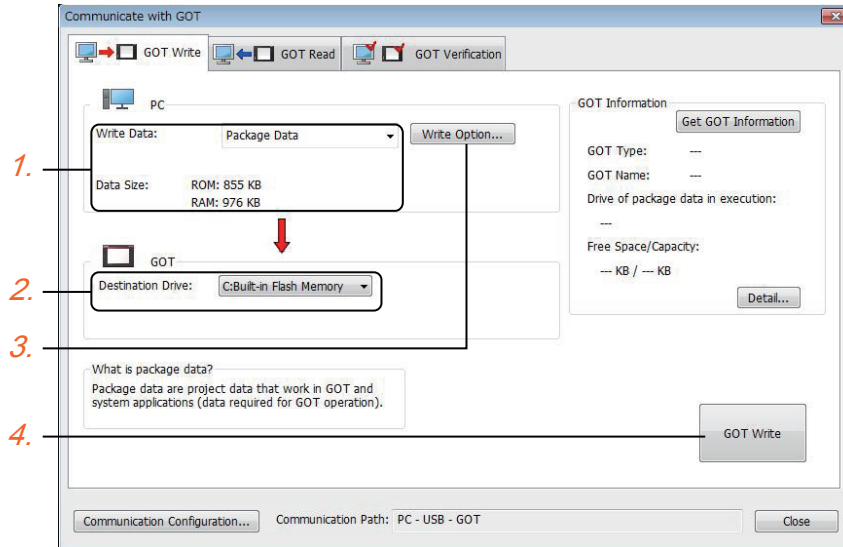 Communicate with GOT
GOT Write
GOT Read
GOT Verification
PC
Write Data:
Package Data
Write Option...
1.
Data Size:
ROM: 855 KB
RAM: 976 KB
GOT
2.
Destination Drive:
C:Built-in Flash Memory
3.
What is package data?
Package data are project data that work in GOT and
system applications (data required for GOT operation).
4.
GOT Information
Get GOT Information
GOT Type:
---
GOT Name:
---
Drive of package data in execution:
---
Free Space/Capacity:
--- KB / --- KB
Detail...
GOT Write
Communication Configuration...
Communication Path:
PC - USB - GOT
Close